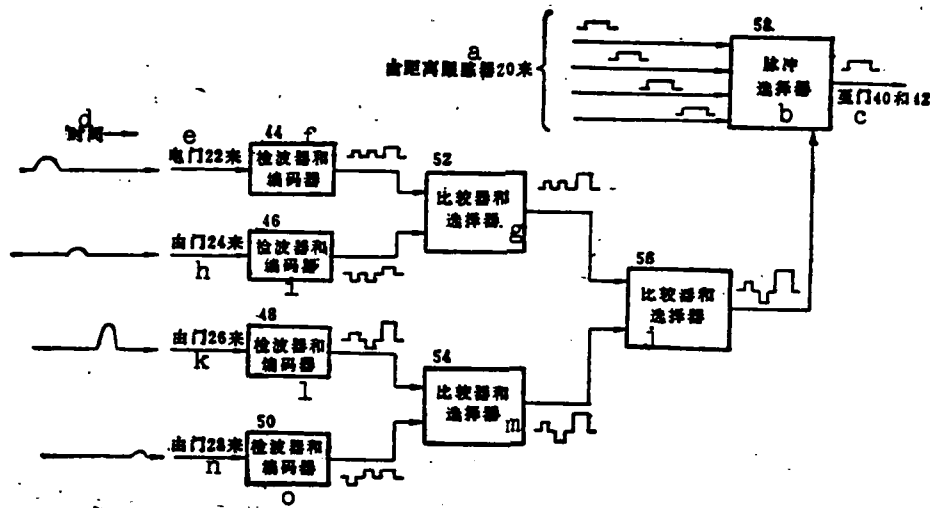 58
a
由距离跟踪器20来
脉冲
选择器
b
至门40和42
c
d
时间
e
电门22来
44
f
检波器和
编码器
52
比较器和
选择器
g
46
由门24来
h
检波器和
编码器
i
56
比较器和
选择器
j
48
由门26来
k
检波器和
编码器
l
54
比较器和
选择器
m
50
由门28来
n
检波器和
编码器
o